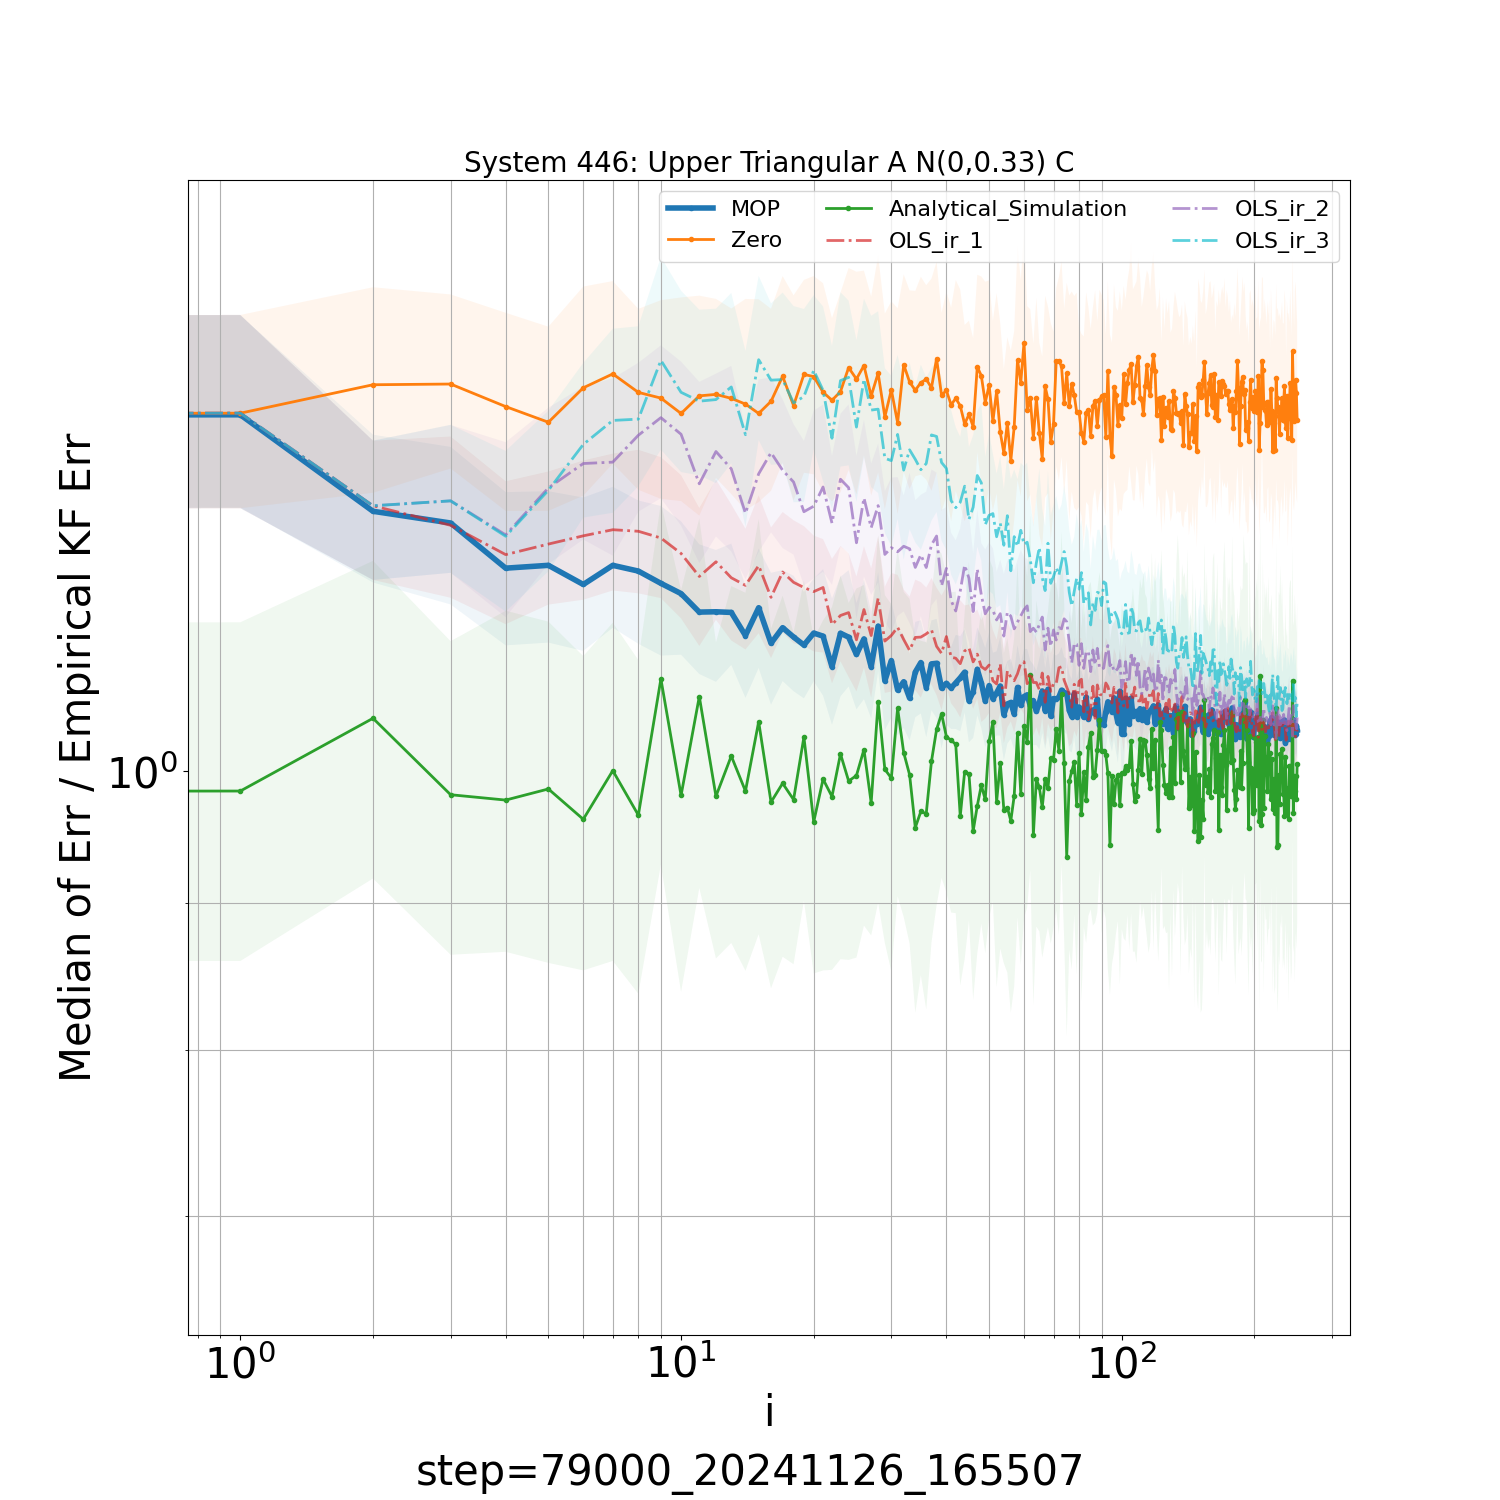 System 446: Upper Triangular A N(0,0.33) C
MOP
Zero
Analytical_Simulation
OLS_ir_1
OLS_ir_2
OLS_ir_3
Median of Err / Empirical KF Err
10⁰
10⁰ 10¹ 10²
i
step=79000_20241126_165507